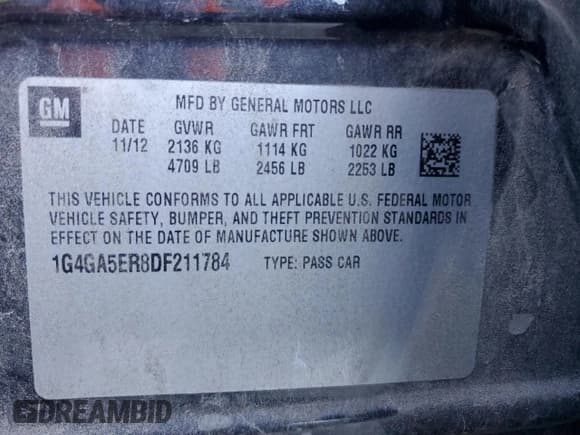 GM
MFD BY GENERAL MOTORS LLC
DATE GVWR GAWR FRT GAWR RR
11/12 2136 KG 1114 KG 1022 KG
4709 LB 2456 LB 2253 LB
THIS VEHICLE CONFORMS TO ALL APPLICABLE U.S. FEDERAL MOTOR
VEHICLE SAFETY, BUMPER, AND THEFT PREVENTION STANDARDS IN
EFFECT ON THE DATE OF MANUFACTURE SHOWN ABOVE.
1G4GA5ER8DF211784 TYPE: PASS CAR
DREAMBID